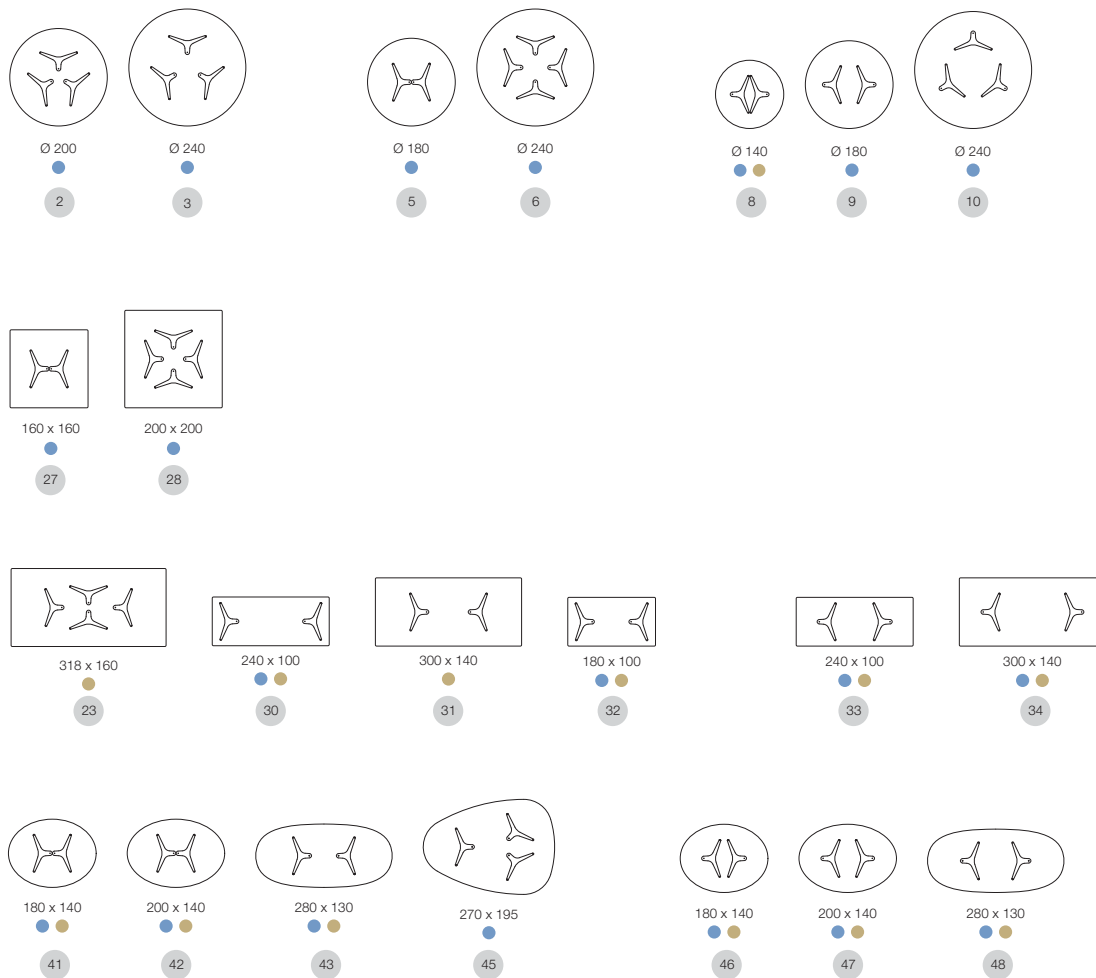 Ø 200
Ø 240
Ø 180
Ø 240
Ø 140
Ø 180
Ø 240
2
3
5
6
8
9
10
160 x 160
200 x 200
27
28
318 x 160
240 x 100
300 x 140
180 x 100
240 x 100
300 x 140
23
30
31
32
33
34
180 x 140
200 x 140
280 x 130
270 x 195
180 x 140
200 x 140
280 x 130
41
42
43
45
46
47
48